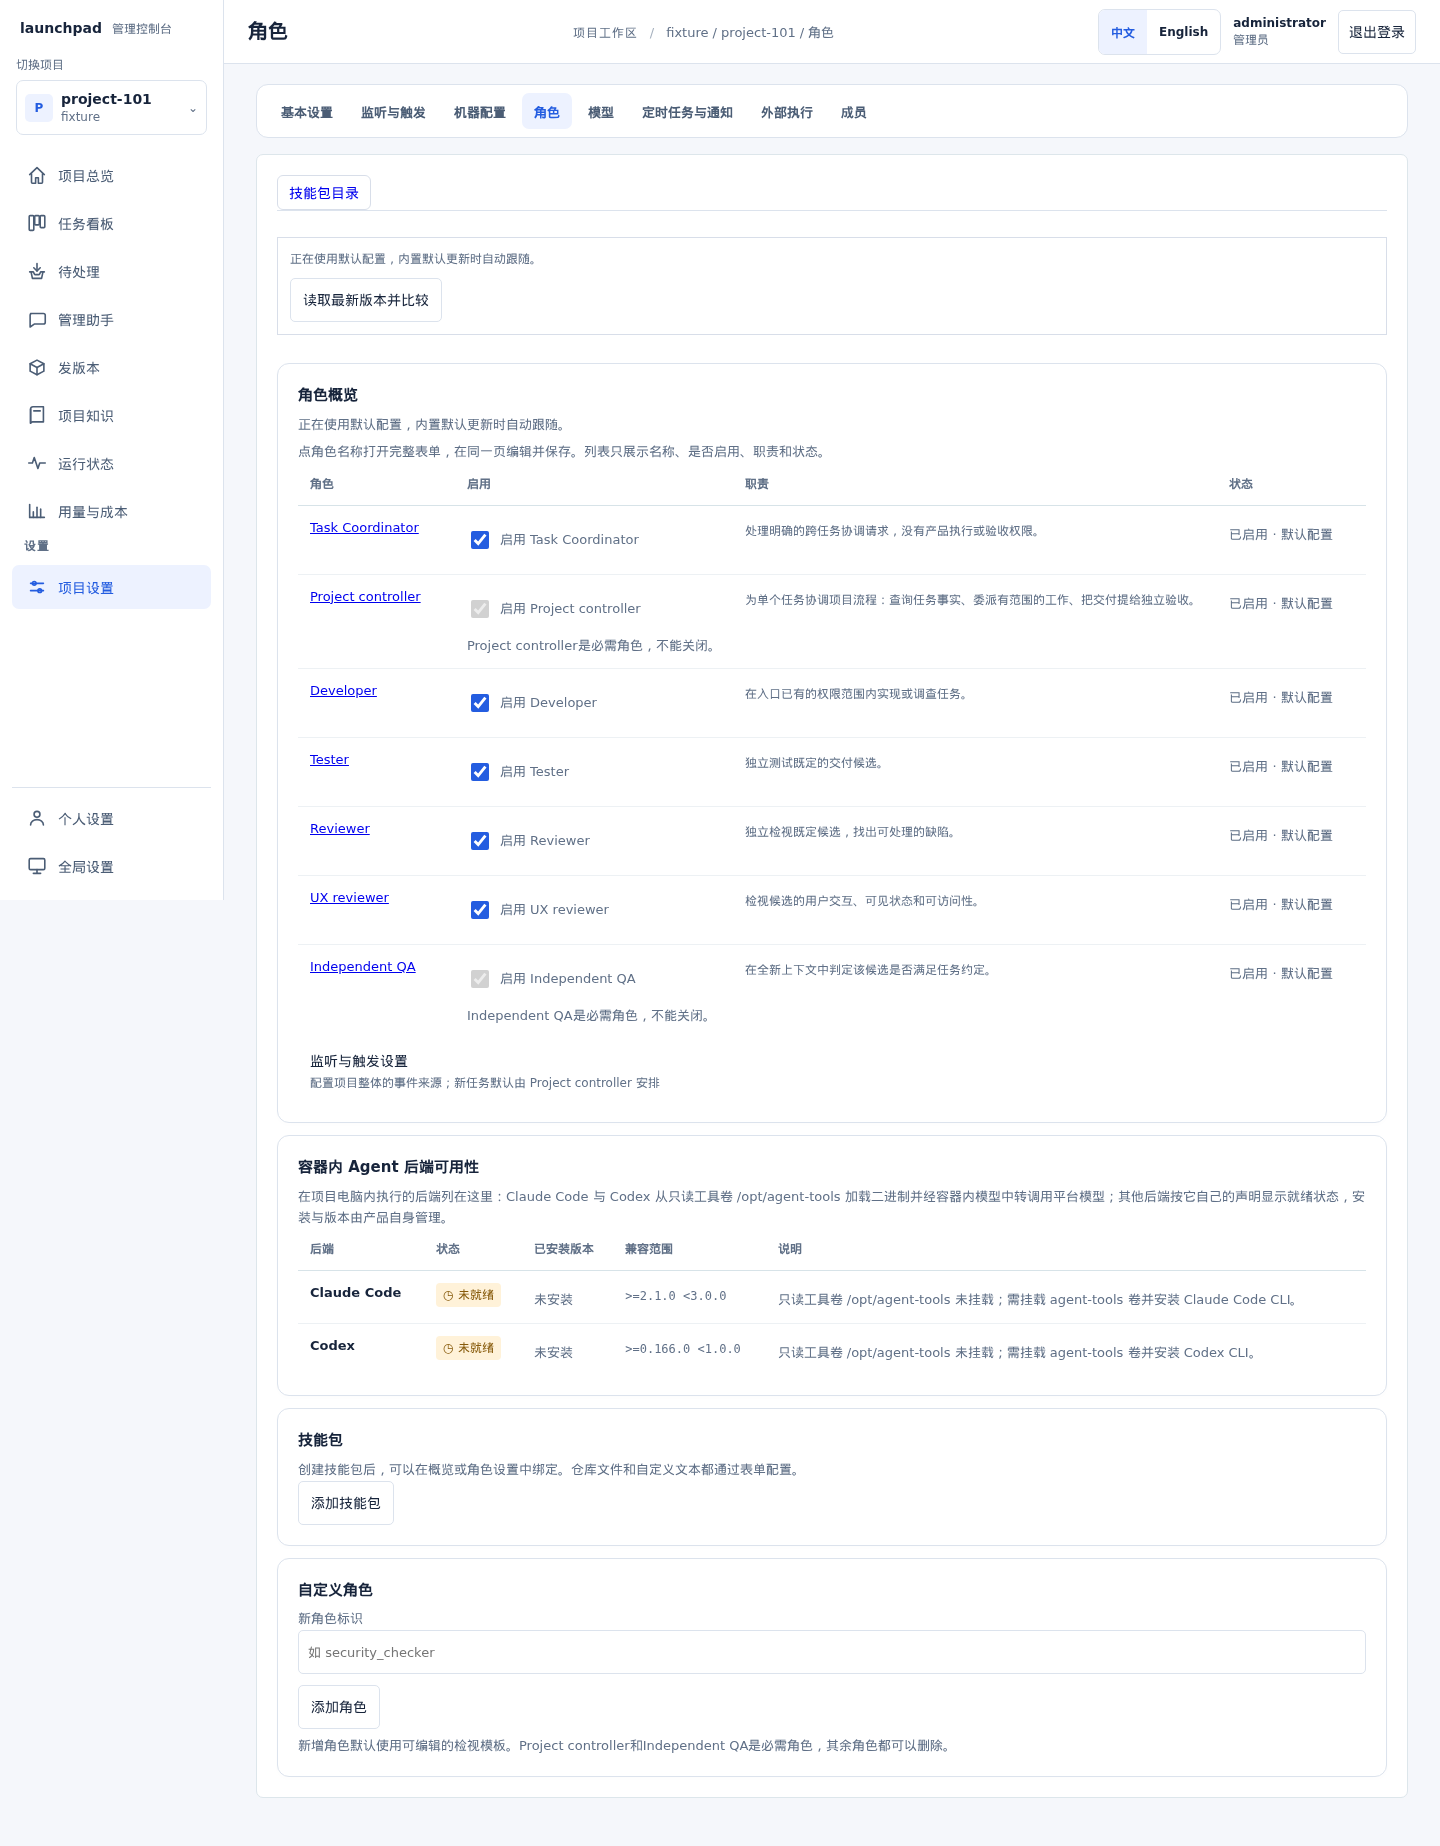 launchpad 管理控制台
切换项目
P
project-101
fixture
项目总览
任务看板
待处理
管理助手
发版本
项目知识
运行状态
用量与成本
设置
项目设置
个人设置
全局设置
角色
项目工作区 / fixture / project-101 / 角色
中文 English
administrator
管理员
退出登录
基本设置 监听与触发 机器配置 角色 模型 定时任务与通知 外部执行 成员
技能包目录
正在使用默认配置，内置默认更新时自动跟随。
读取最新版本并比较
角色概览
正在使用默认配置，内置默认更新时自动跟随。
点角色名称打开完整表单，在同一页编辑并保存。列表只展示名称、是否启用、职责和状态。
角色 启用 职责 状态
Task Coordinator 启用 Task Coordinator 处理明确的跨任务协调请求，没有产品执行或验收权限。 已启用 · 默认配置
Project controller 启用 Project controller 为单个任务协调项目流程：查询任务事实、委派有范围的工作、把交付提给独立验收。 已启用 · 默认配置
Project controller是必需角色，不能关闭。
Developer 启用 Developer 在入口已有的权限范围内实现或调查任务。 已启用 · 默认配置
Tester 启用 Tester 独立测试既定的交付候选。 已启用 · 默认配置
Reviewer 启用 Reviewer 独立检视既定候选，找出可处理的缺陷。 已启用 · 默认配置
UX reviewer 启用 UX reviewer 检视候选的用户交互、可见状态和可访问性。 已启用 · 默认配置
Independent QA 启用 Independent QA 在全新上下文中判定该候选是否满足任务约定。 已启用 · 默认配置
Independent QA是必需角色，不能关闭。
监听与触发设置
配置项目整体的事件来源；新任务默认由 Project controller 安排
容器内 Agent 后端可用性
在项目电脑内执行的后端列在这里：Claude Code 与 Codex 从只读工具卷 /opt/agent-tools 加载二进制并经容器内模型中转调用平台模型；其他后端按它自己的声明显示就绪状态，安
装与版本由产品自身管理。
后端 状态 已安装版本 兼容范围 说明
Claude Code ◷ 未就绪 未安装 >=2.1.0 <3.0.0 只读工具卷 /opt/agent-tools 未挂载；需挂载 agent-tools 卷并安装 Claude Code CLI。
Codex ◷ 未就绪 未安装 >=0.166.0 <1.0.0 只读工具卷 /opt/agent-tools 未挂载；需挂载 agent-tools 卷并安装 Codex CLI。
技能包
创建技能包后，可以在概览或角色设置中绑定。仓库文件和自定义文本都通过表单配置。
添加技能包
自定义角色
新角色标识
如 security_checker
添加角色
新增角色默认使用可编辑的检视模板。Project controller和Independent QA是必需角色，其余角色都可以删除。